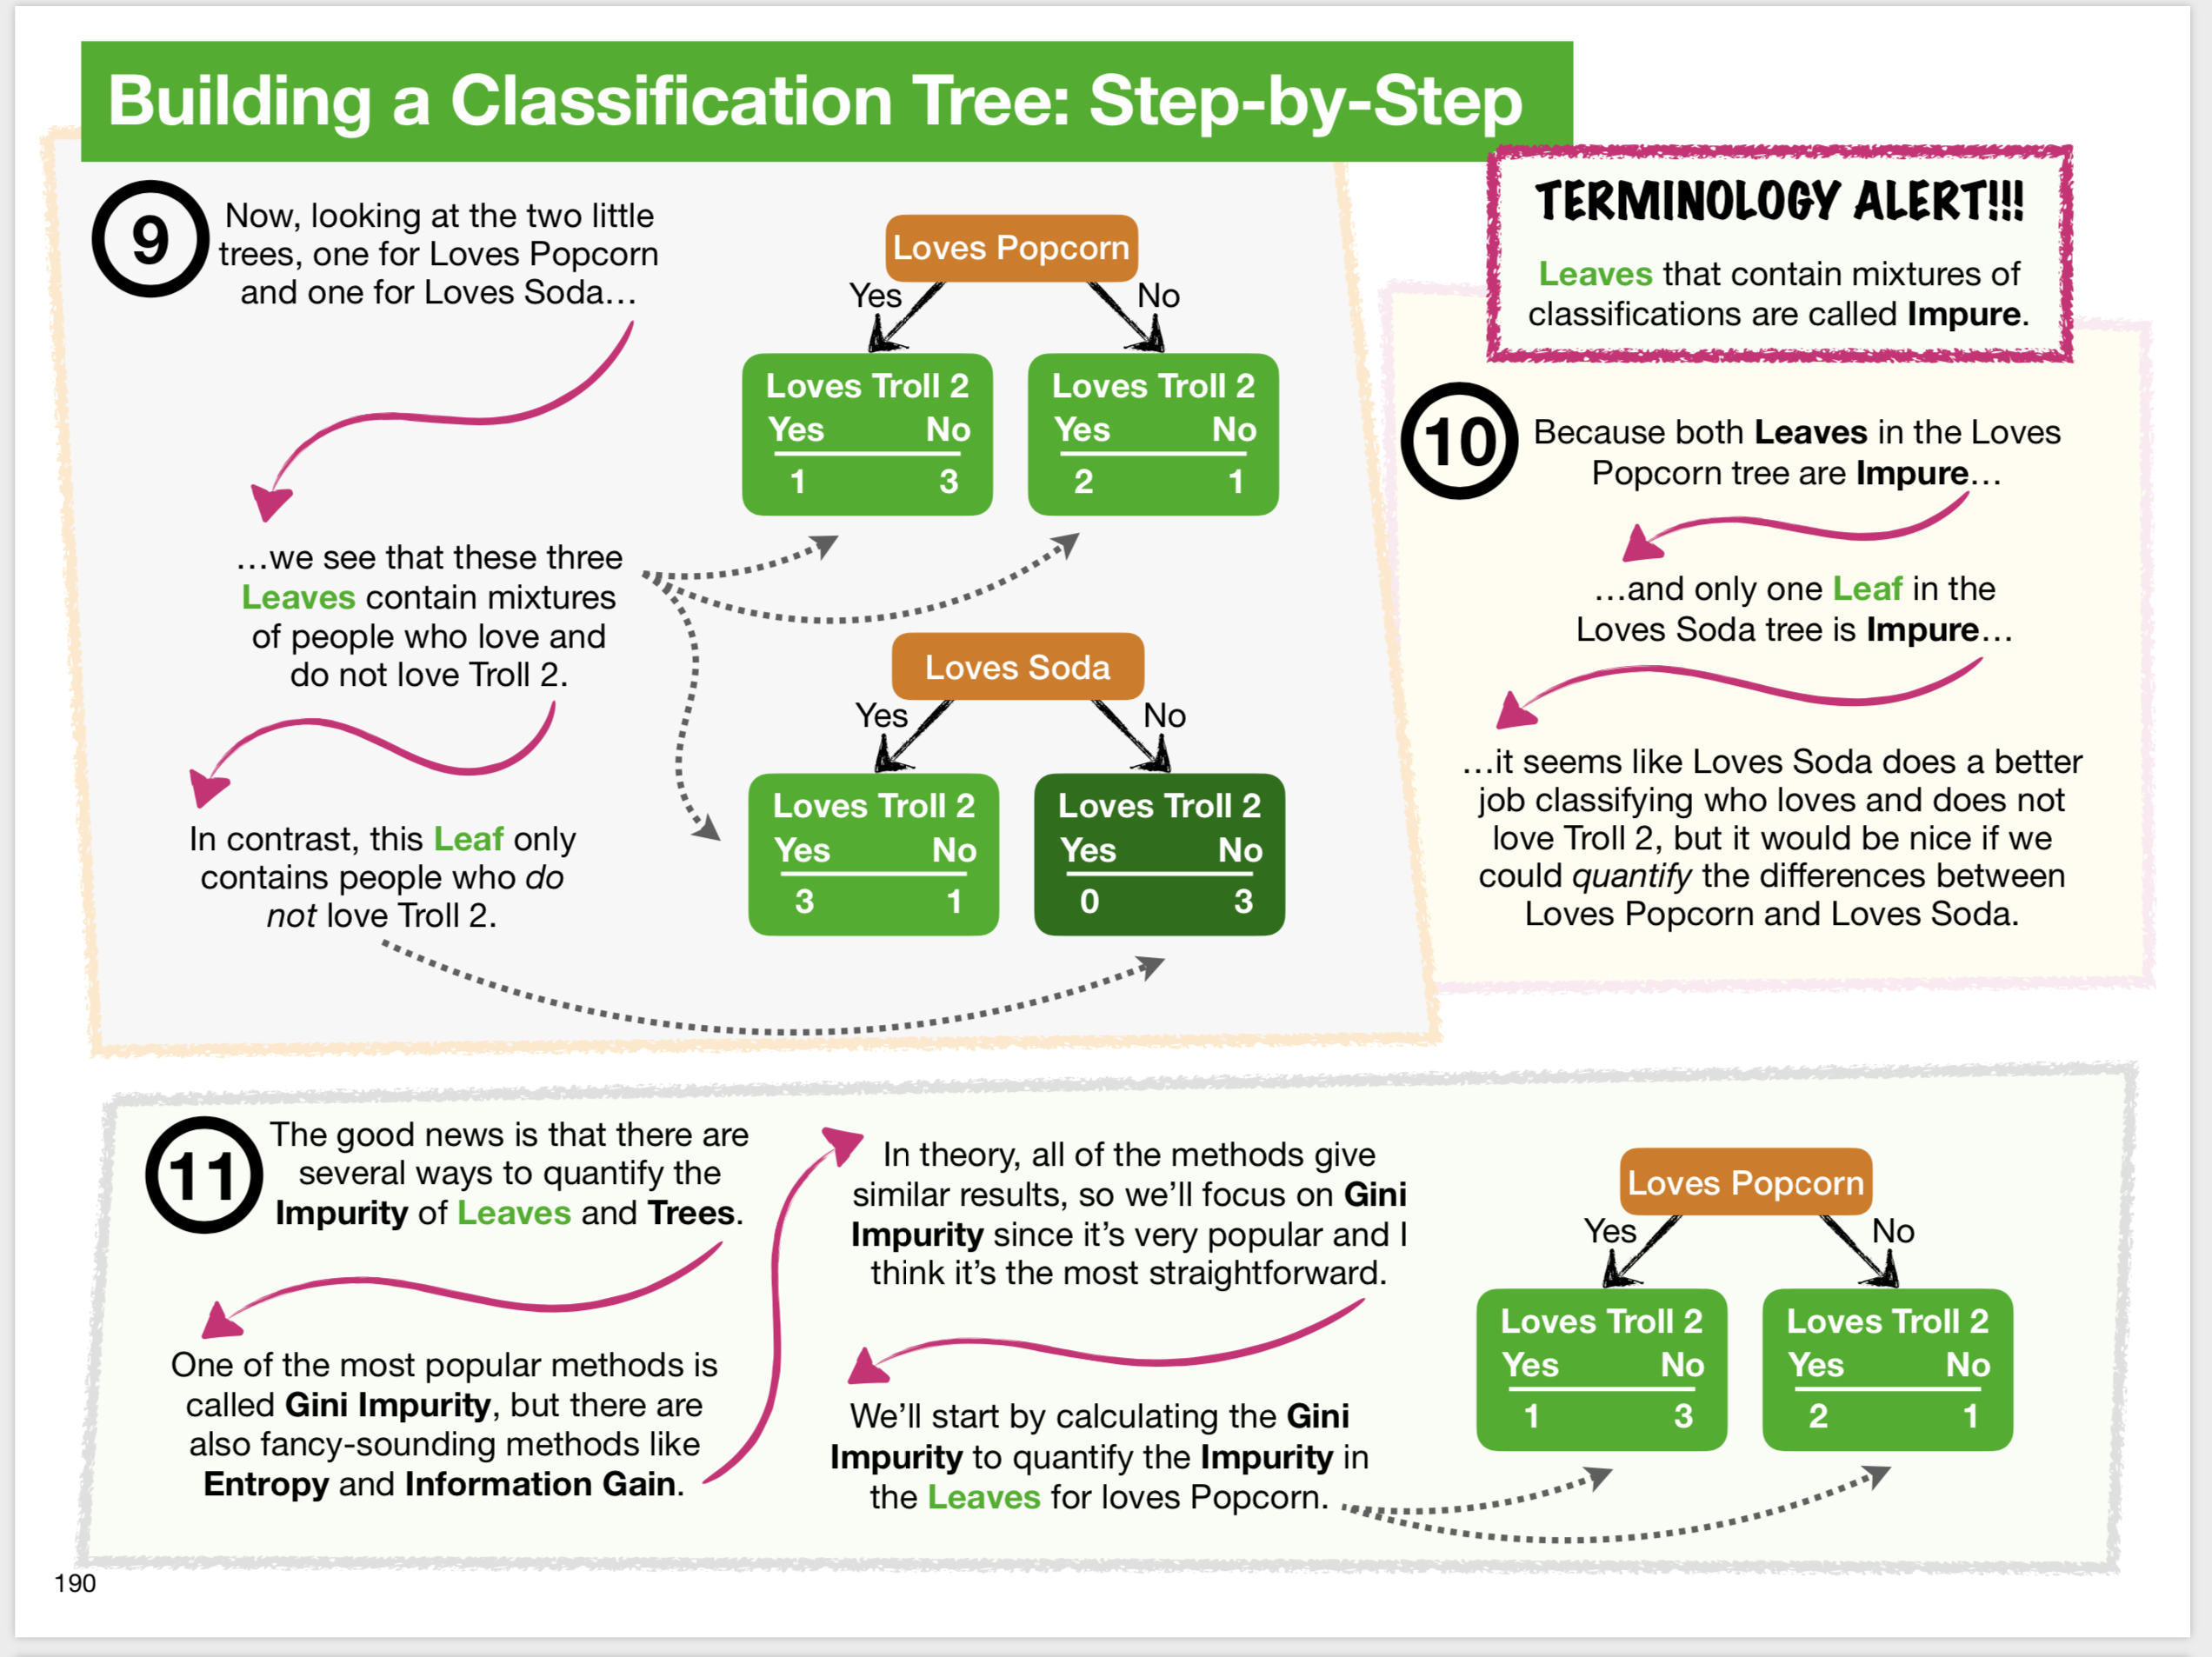 Building a Classification Tree: Step-by-Step
9
Now, looking at the two little
trees, one for Loves Popcorn
and one for Loves Soda…
…we see that these three
Leaves contain mixtures
of people who love and
do not love Troll 2.
In contrast, this Leaf only
contains people who do
not love Troll 2.
Loves Popcorn
Yes No
Loves Troll 2
Yes No
1 3
Loves Troll 2
Yes No
2 1
Loves Soda
Yes No
Loves Troll 2
Yes No
3 1
Loves Troll 2
Yes No
0 3
TERMINOLOGY ALERT!!!
Leaves that contain mixtures of
classifications are called Impure.
10
Because both Leaves in the Loves
Popcorn tree are Impure…
…and only one Leaf in the
Loves Soda tree is Impure…
…it seems like Loves Soda does a better
job classifying who loves and does not
love Troll 2, but it would be nice if we
could quantify the differences between
Loves Popcorn and Loves Soda.
11
The good news is that there are
several ways to quantify the
Impurity of Leaves and Trees.
One of the most popular methods is
called Gini Impurity, but there are
also fancy-sounding methods like
Entropy and Information Gain.
In theory, all of the methods give
similar results, so we’ll focus on Gini
Impurity since it’s very popular and I
think it’s the most straightforward.
We’ll start by calculating the Gini
Impurity to quantify the Impurity in
the Leaves for loves Popcorn.
Loves Popcorn
Yes No
Loves Troll 2
Yes No
1 3
Loves Troll 2
Yes No
2 1
190